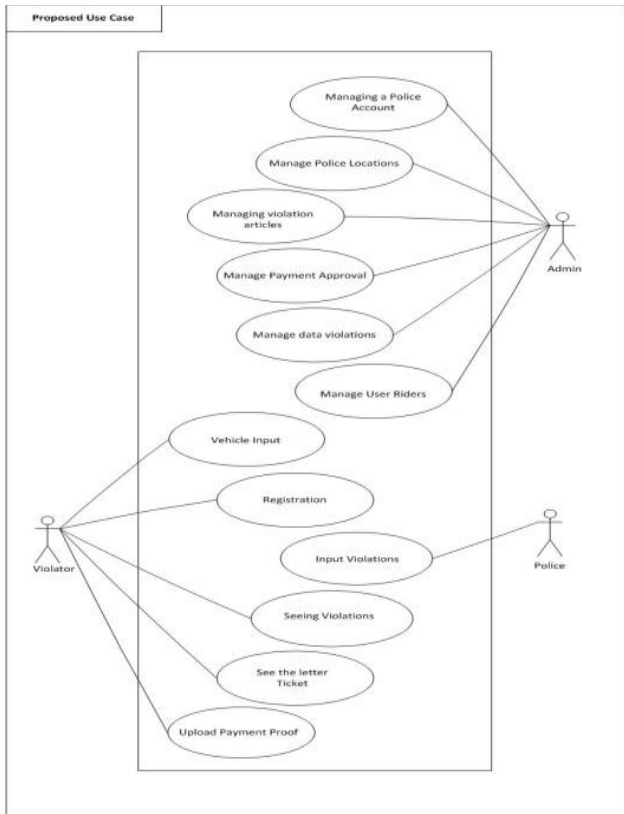 Proposed Use Case
Managing a Police
Account
Manage Police Locations
Managing violation
articles
Admin
Manage Payment Approval
Manage data violations
Manage User Riders
Vehicle Input
Registration
Input Violations
Violator
Police
Seeing Violations
See the letter
Ticket
Upload Payment Proof